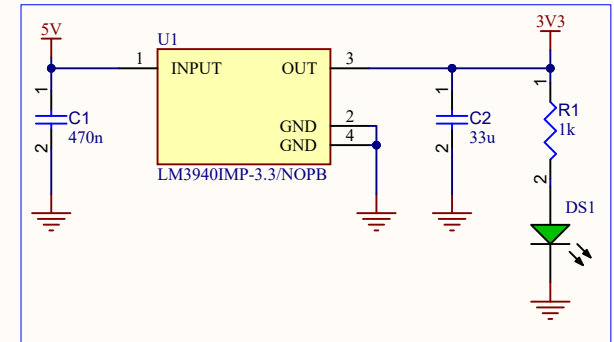 5V
3V3
U1
1
INPUT
OUT
3
GND
2
GND
4
LM3940IMP-3.3/NOPB
1
C1
470n
2
1
C2
33u
2
1
R1
1k
2
DS1